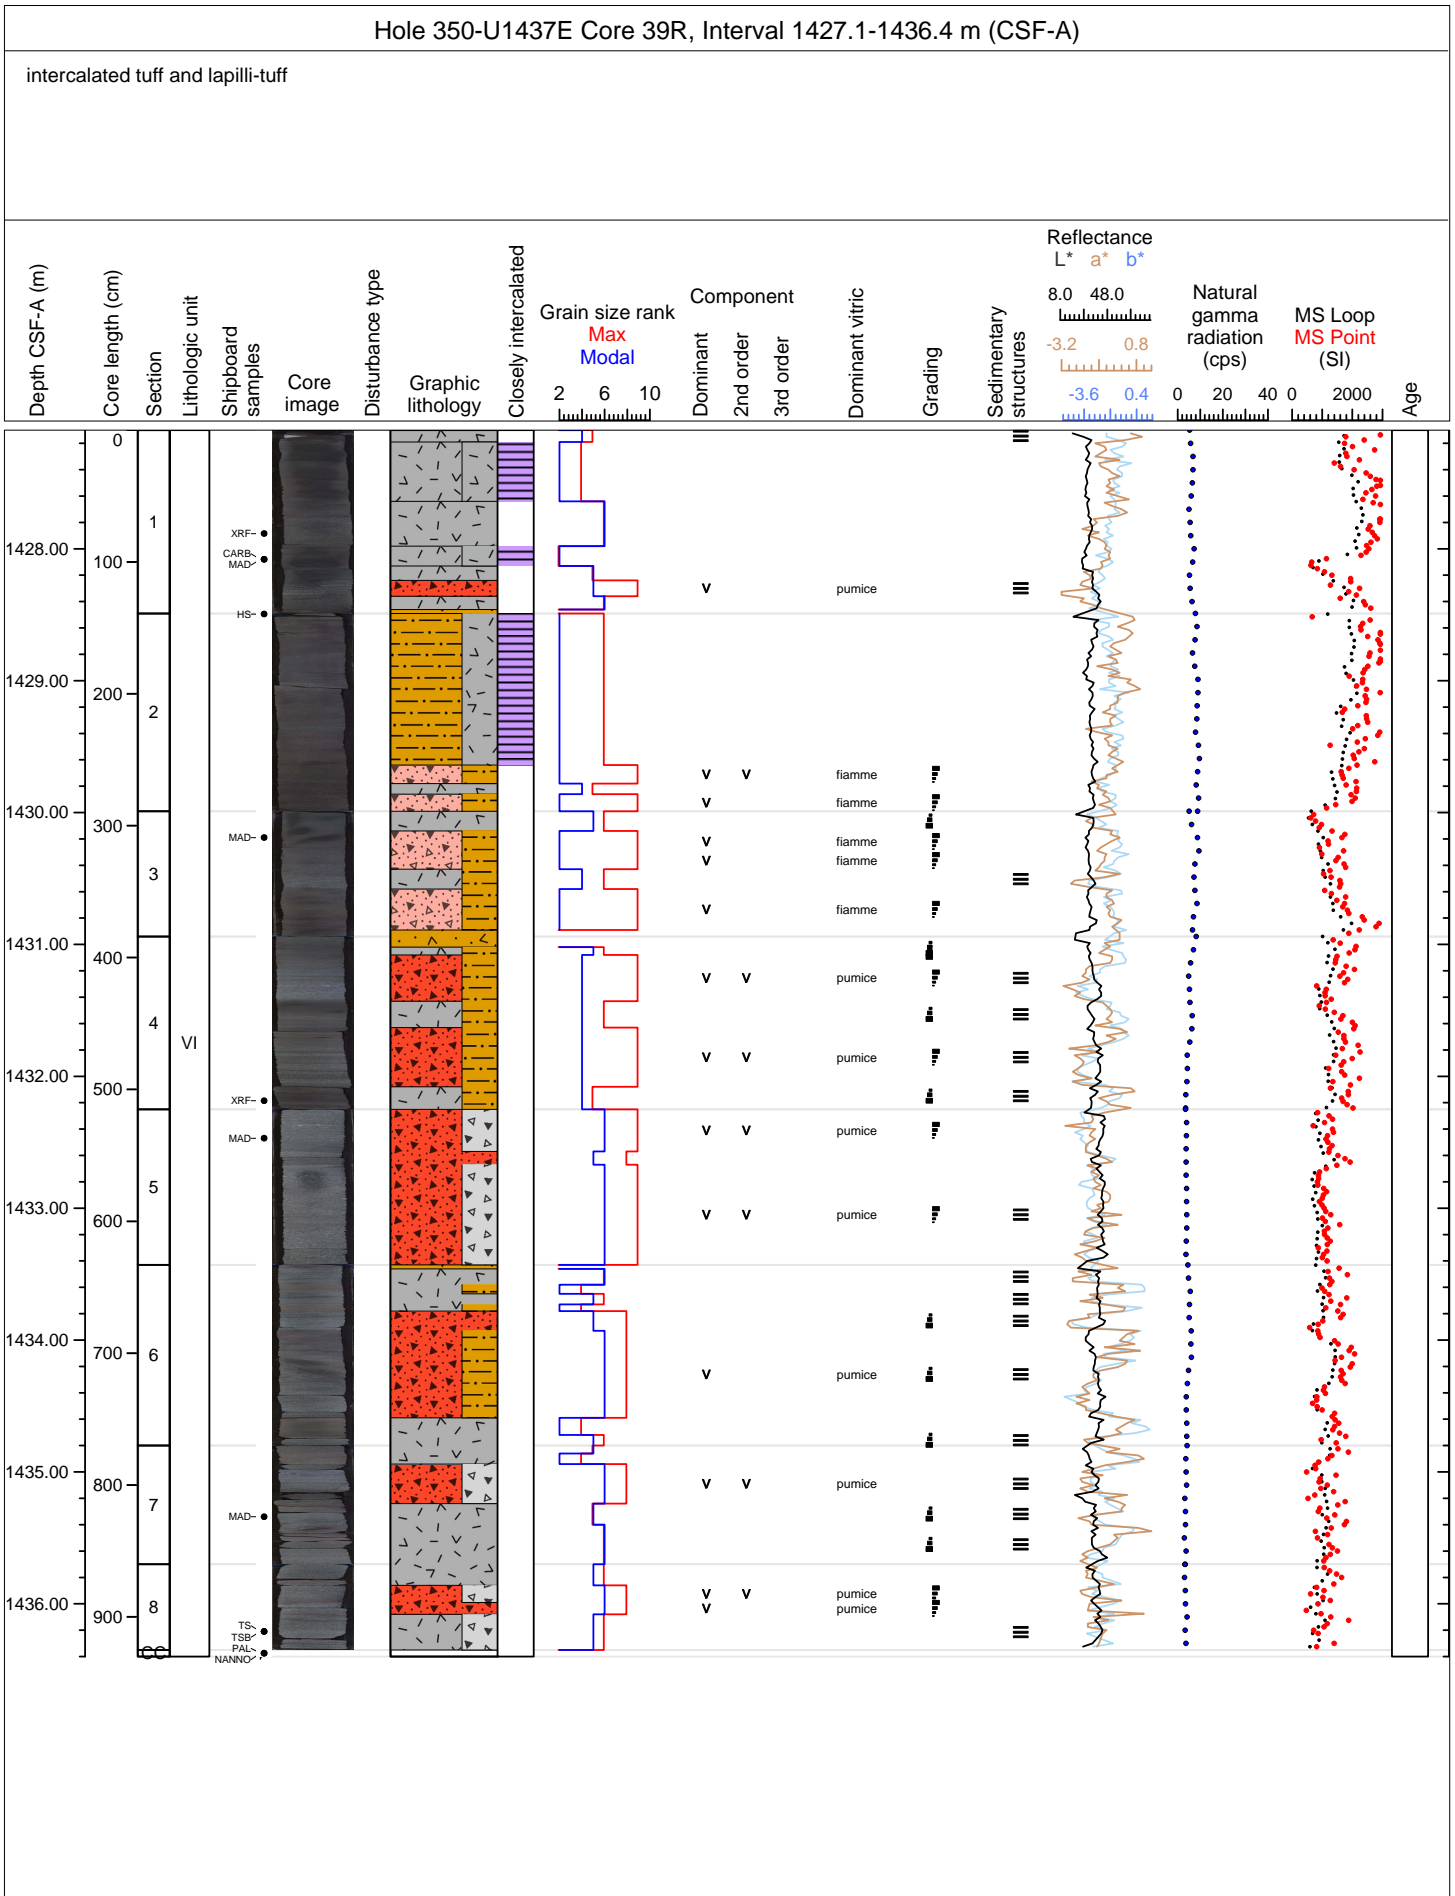 Hole 350-U1437E Core 39R, Interval 1427.1-1436.4 m (CSF-A)
intercalated tuff and lapilli-tuff
Depth CSF-A (m)
Core length (cm)
Section
Lithologic unit
Shipboard
samples
Core
image
Disturbance type
Graphic
lithology
Closely intercalated
Grain size rank
Max
Modal
2 6 10
Component
Dominant
2nd order
3rd order
Dominant vitric
Grading
Sedimentary
structures
Reflectance
L* a* b*
8.0 48.0
-3.2 0.8
-3.6 0.4
Natural
gamma
radiation
(cps)
0 20 40
MS Loop
MS Point
(SI)
0 2000
Age
0
1
XRF
1428.00
CARB
100
MAD
V pumice
HS
1429.00
200
2
V V fiamme
V fiamme
1430.00
300
MAD
V fiamme
V fiamme
3
V fiamme
1431.00
400
V V pumice
4
VI
V V pumice
1432.00
500
XRF
V V pumice
MAD
5
1433.00
V V pumice
600
1434.00
700
6
V pumice
1435.00
800
V V pumice
7
MAD
V V pumice
1436.00
8
V pumice
900
TS
TSB
PAL
CC
NANNO